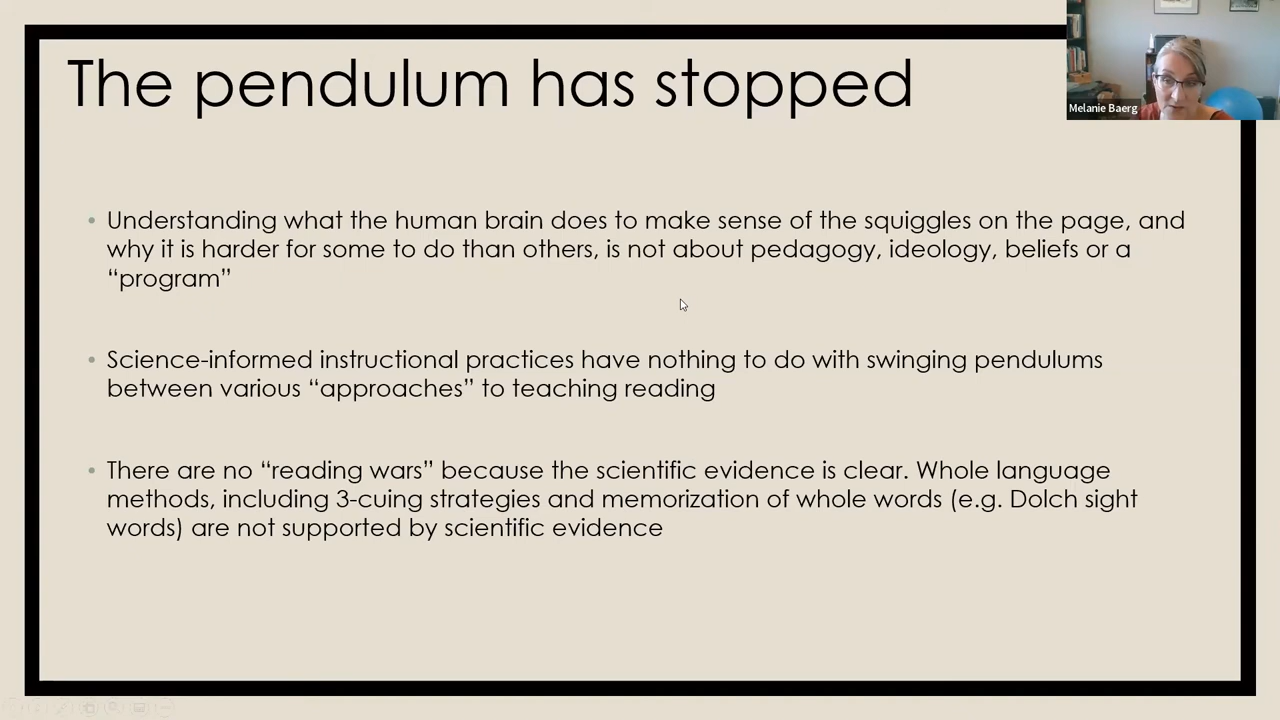 The pendulum has stopped
Melanie Baerg
• Understanding what the human brain does to make sense of the squiggles on the page, and
why it is harder for some to do than others, is not about pedagogy, ideology, beliefs or a
“program”
• Science-informed instructional practices have nothing to do with swinging pendulums
between various “approaches” to teaching reading
• There are no “reading wars” because the scientific evidence is clear. Whole language
methods, including 3-cuing strategies and memorization of whole words (e.g. Dolch sight
words) are not supported by scientific evidence